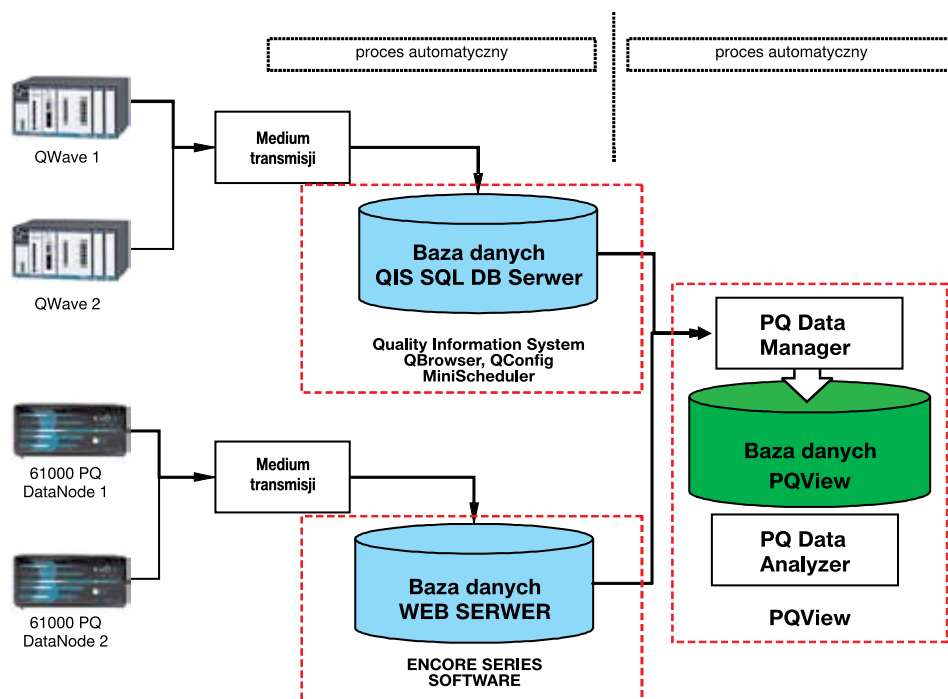 proces automatyczny
proces automatyczny
QWave 1
Medium
transmisji
QWave 2
Baza danych
QIS SQL DB Serwer
Quality Information System
QBrowser, QConfig
MiniScheduler
PQ Data
Manager
Baza danych
PQView
PQ Data
Analyzer
PQView
61000 PQ
DataNode 1
Medium
transmisji
61000 PQ
DataNode 2
Baza danych
WEB SERWER
ENCORE SERIES
SOFTWARE